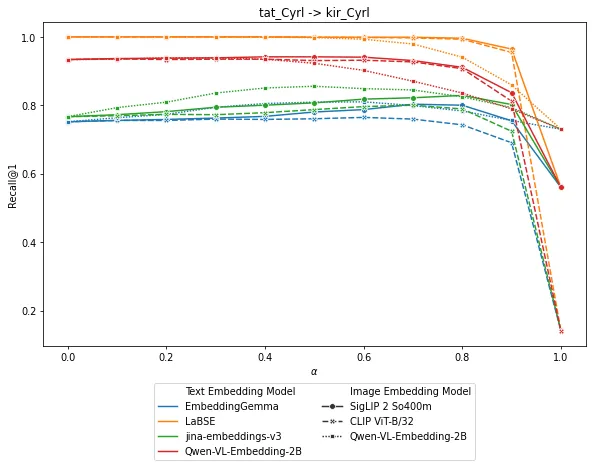 tat_Cyrl -> kir_Cyrl
Recall@1
1.0
0.8
0.6
0.4
0.2
0.0 0.2 0.4 0.6 0.8 1.0
α
Text Embedding Model Image Embedding Model
EmbeddingGemma SigLIP 2 So400m
LaBSE CLIP ViT-B/32
jina-embeddings-v3 Qwen-VL-Embedding-2B
Qwen-VL-Embedding-2B